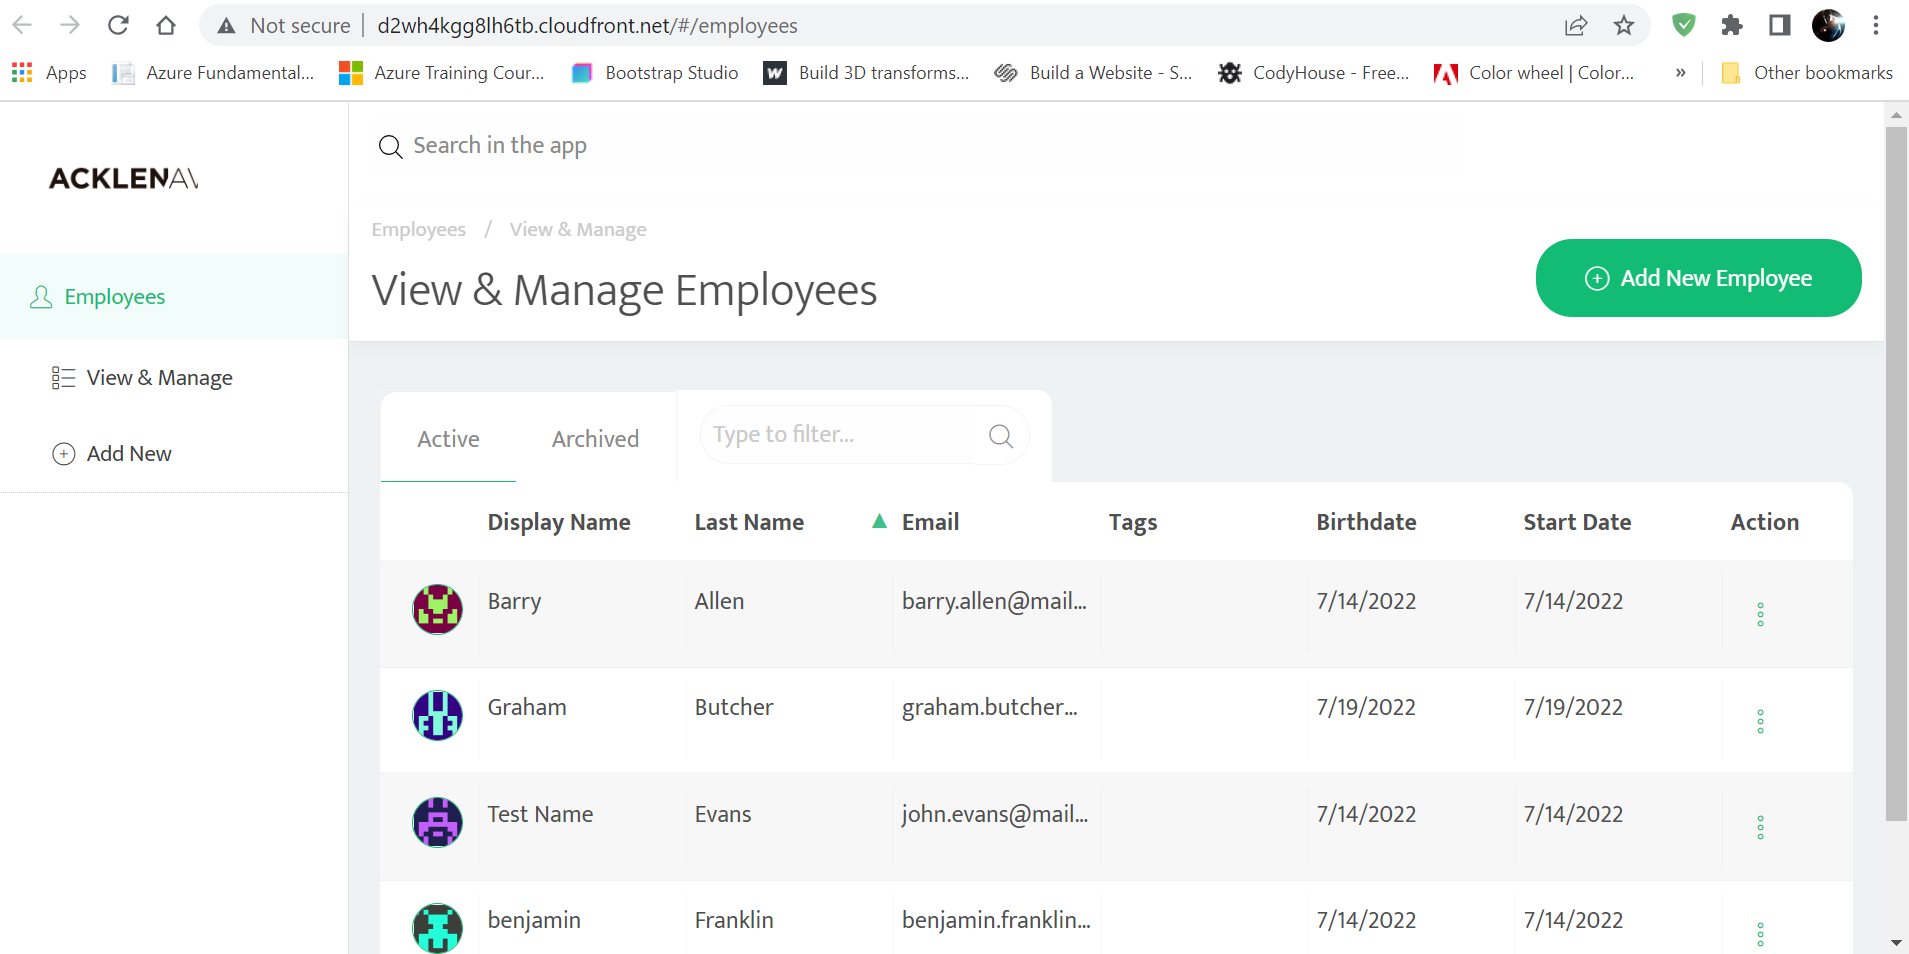 Not secure d2wh4kgg8lh6tb.cloudfront.net/#/employees
Apps Azure Fundamental... Azure Training Cour... Bootstrap Studio Build 3D transforms... Build a Website - S... CodyHouse - Free... Color wheel | Color... » Other bookmarks
ACKLENAV
Search in the app
Employees / View & Manage
View & Manage Employees
Add New Employee
Employees
View & Manage
Add New
Active Archived Type to filter...
Display Name Last Name ▲ Email Tags Birthdate Start Date Action
Barry Allen barry.allen@mail... 7/14/2022 7/14/2022
Graham Butcher graham.butcher... 7/19/2022 7/19/2022
Test Name Evans john.evans@mail... 7/14/2022 7/14/2022
benjamin Franklin benjamin.franklin... 7/14/2022 7/14/2022